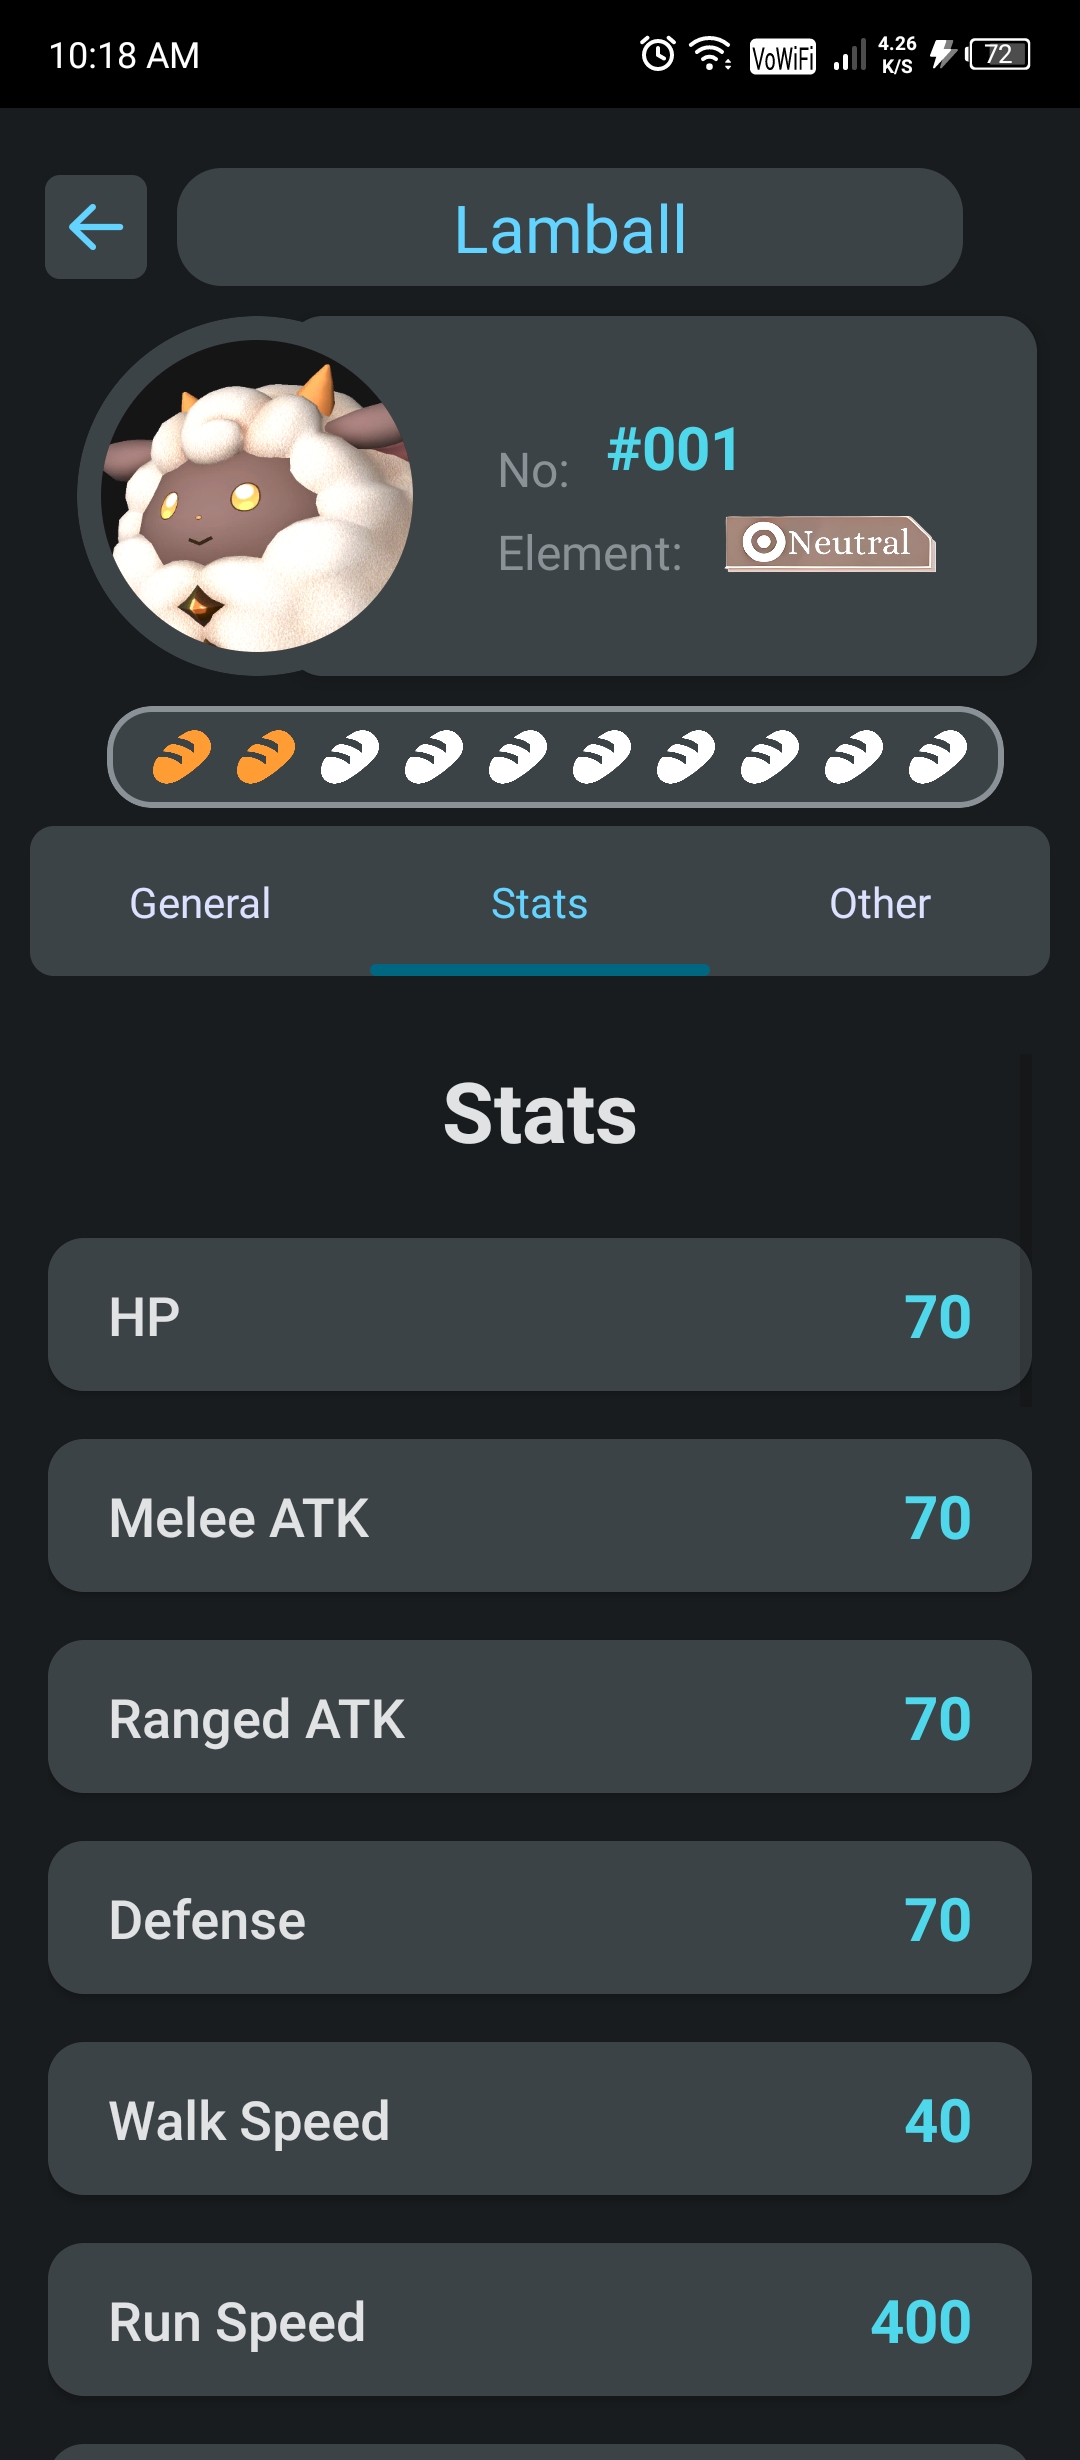 10:18 AM
VoWiFi
4.26
K/S
72
Lamball
No: #001
Element: Neutral
General Stats Other
Stats
HP 70
Melee ATK 70
Ranged ATK 70
Defense 70
Walk Speed 40
Run Speed 400